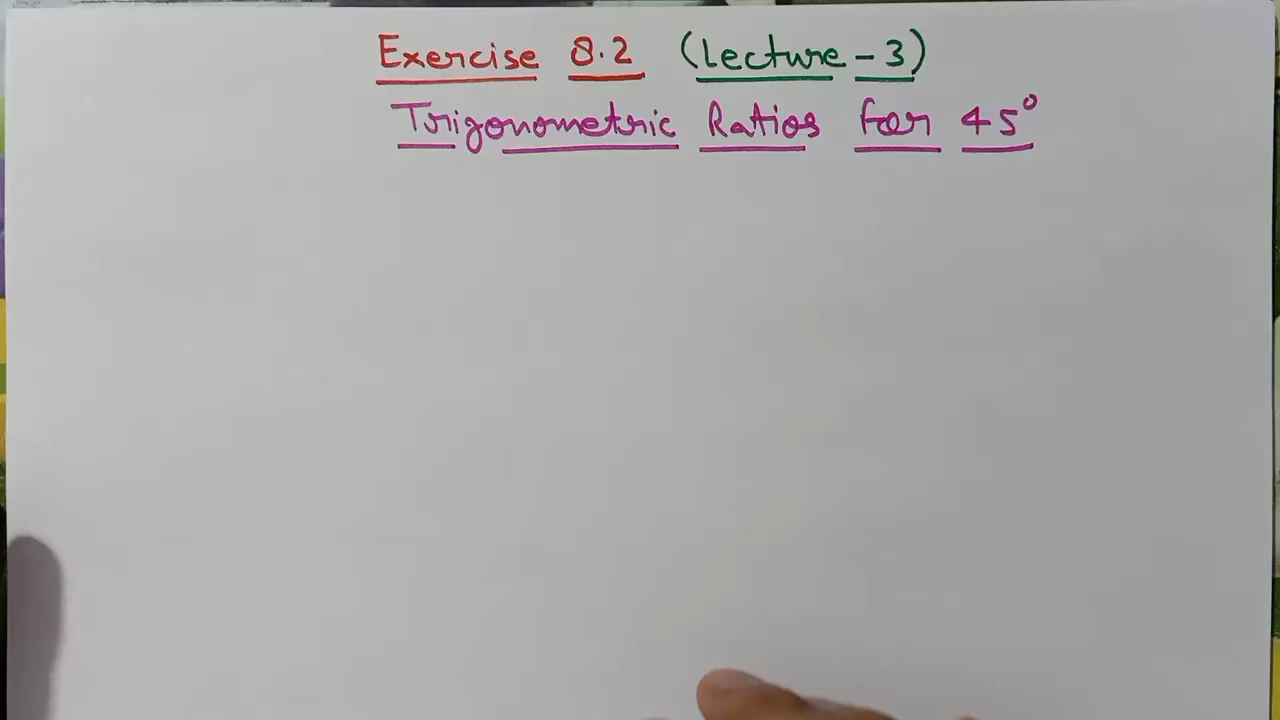 Exercise 8.2 (Lecture - 3)
Trigonometric Ratios for 45°